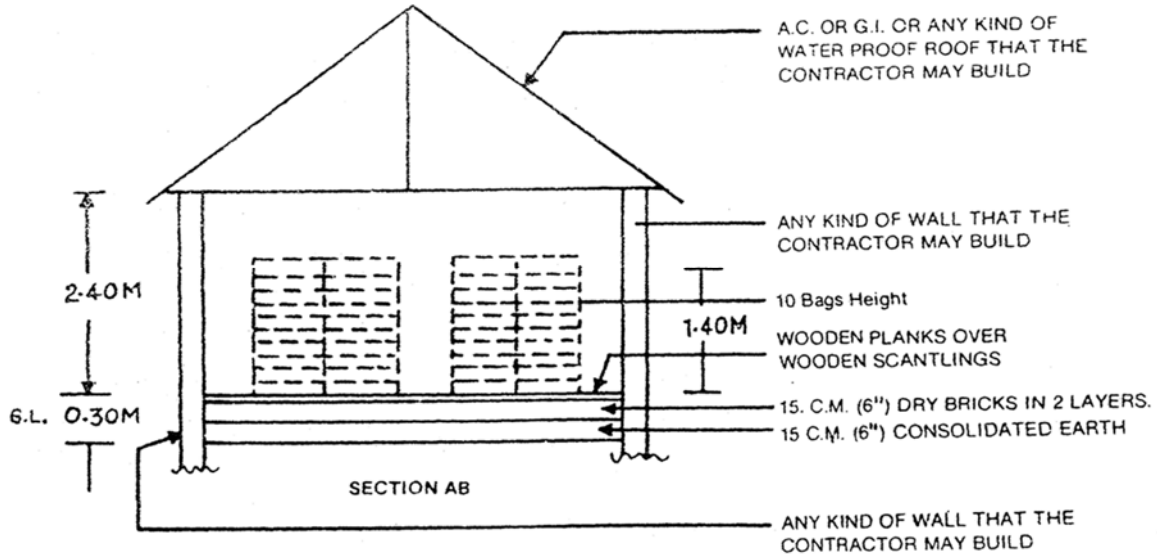 A.C. OR G.I. CR ANY KIND OF
WATER PROOF ROOF THAT THE
CONTRACTOR MAY BUILD
ANY KIND OF WALL THAT THE
CONTRACTOR MAY BUILD
2.40M
10 Bags Height
1.40M
WOODEN PLANKS OVER
WOODEN SCANTLINGS
6.L. 0.30M
15. C.M. (6") DRY BRICKS IN 2 LAYERS.
15 C.M. (6") CONSOLIDATED EARTH
SECTION AB
ANY KIND OF WALL THAT THE
CONTRACTOR MAY BUILD